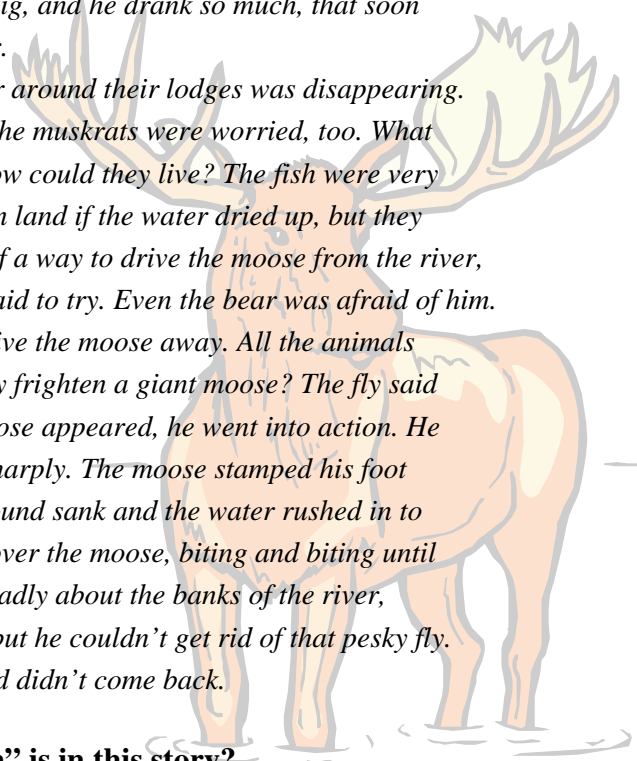 ig, and he drank so much, that soon
r.
r around their lodges was disappearing.
he muskrats were worried, too. What
ow could they live? The fish were very
n land if the water dried up, but they
f a way to drive the moose from the river,
aid to try. Even the bear was afraid of him.
ive the moose away. All the animals
y frighten a giant moose? The fly said
ose appeared, he went into action. He
harply. The moose stamped his foot
ound sank and the water rushed in to
over the moose, biting and biting until
adly about the banks of the river,
but he couldn’t get rid of that pesky fly.
d didn’t come back.
” is in this story?